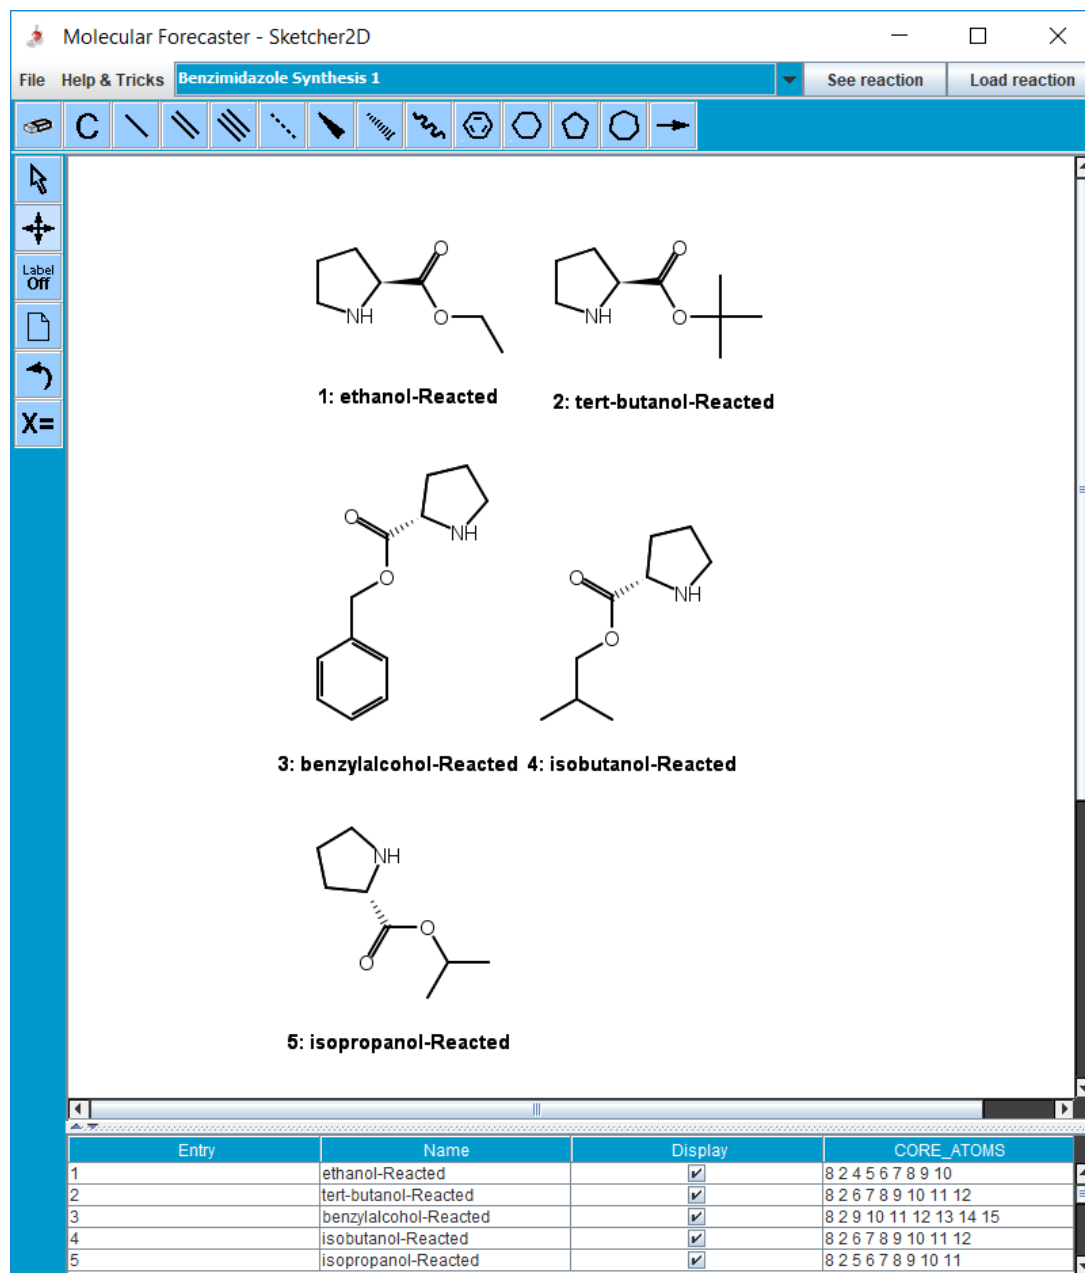 Molecular Forecaster - Sketcher2D
File Help & Tricks Benzimidazole Synthesis 1 See reaction Load reaction
C
Label
Off
X=
O O
NH O NH O
1: ethanol-Reacted
2: tert-butanol-Reacted
O NH
O
O NH
O
3: benzylalcohol-Reacted 4: isobutanol-Reacted
NH
O
O
5: isopropanol-Reacted
Entry Name Display CORE_ATOMS
1 ethanol-Reacted 8 2 4 5 6 7 8 9 10
2 tert-butanol-Reacted 8 2 6 7 8 9 10 11 12
3 benzylalcohol-Reacted 8 2 9 10 11 12 13 14 15
4 isobutanol-Reacted 8 2 6 7 8 9 10 11 12
5 isopropanol-Reacted 8 2 5 6 7 8 9 10 11